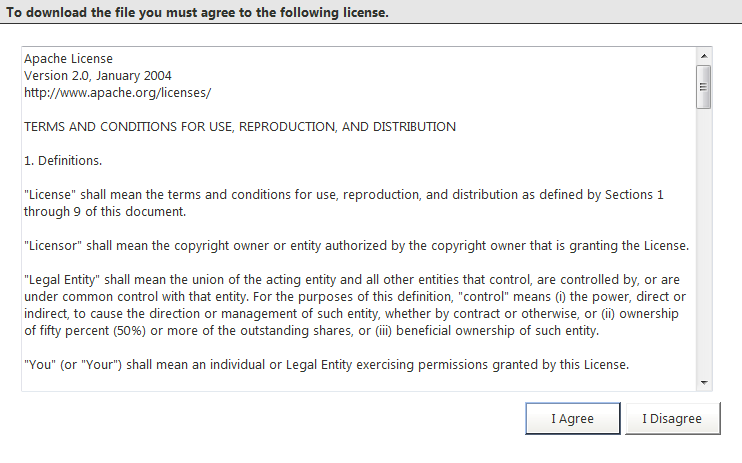 To download the file you must agree to the following license.
Apache License
Version 2.0, January 2004
http://www.apache.org/licenses/
TERMS AND CONDITIONS FOR USE, REPRODUCTION, AND DISTRIBUTION
1. Definitions.
"License" shall mean the terms and conditions for use, reproduction, and distribution as defined by Sections 1
through 9 of this document.
"Licensor" shall mean the copyright owner or entity authorized by the copyright owner that is granting the License.
"Legal Entity" shall mean the union of the acting entity and all other entities that control, are controlled by, or are
under common control with that entity. For the purposes of this definition, "control" means (i) the power, direct or
indirect, to cause the direction or management of such entity, whether by contract or otherwise, or (ii) ownership
of fifty percent (50%) or more of the outstanding shares, or (iii) beneficial ownership of such entity.
"You" (or "Your") shall mean an individual or Legal Entity exercising permissions granted by this License.
I Agree
I Disagree